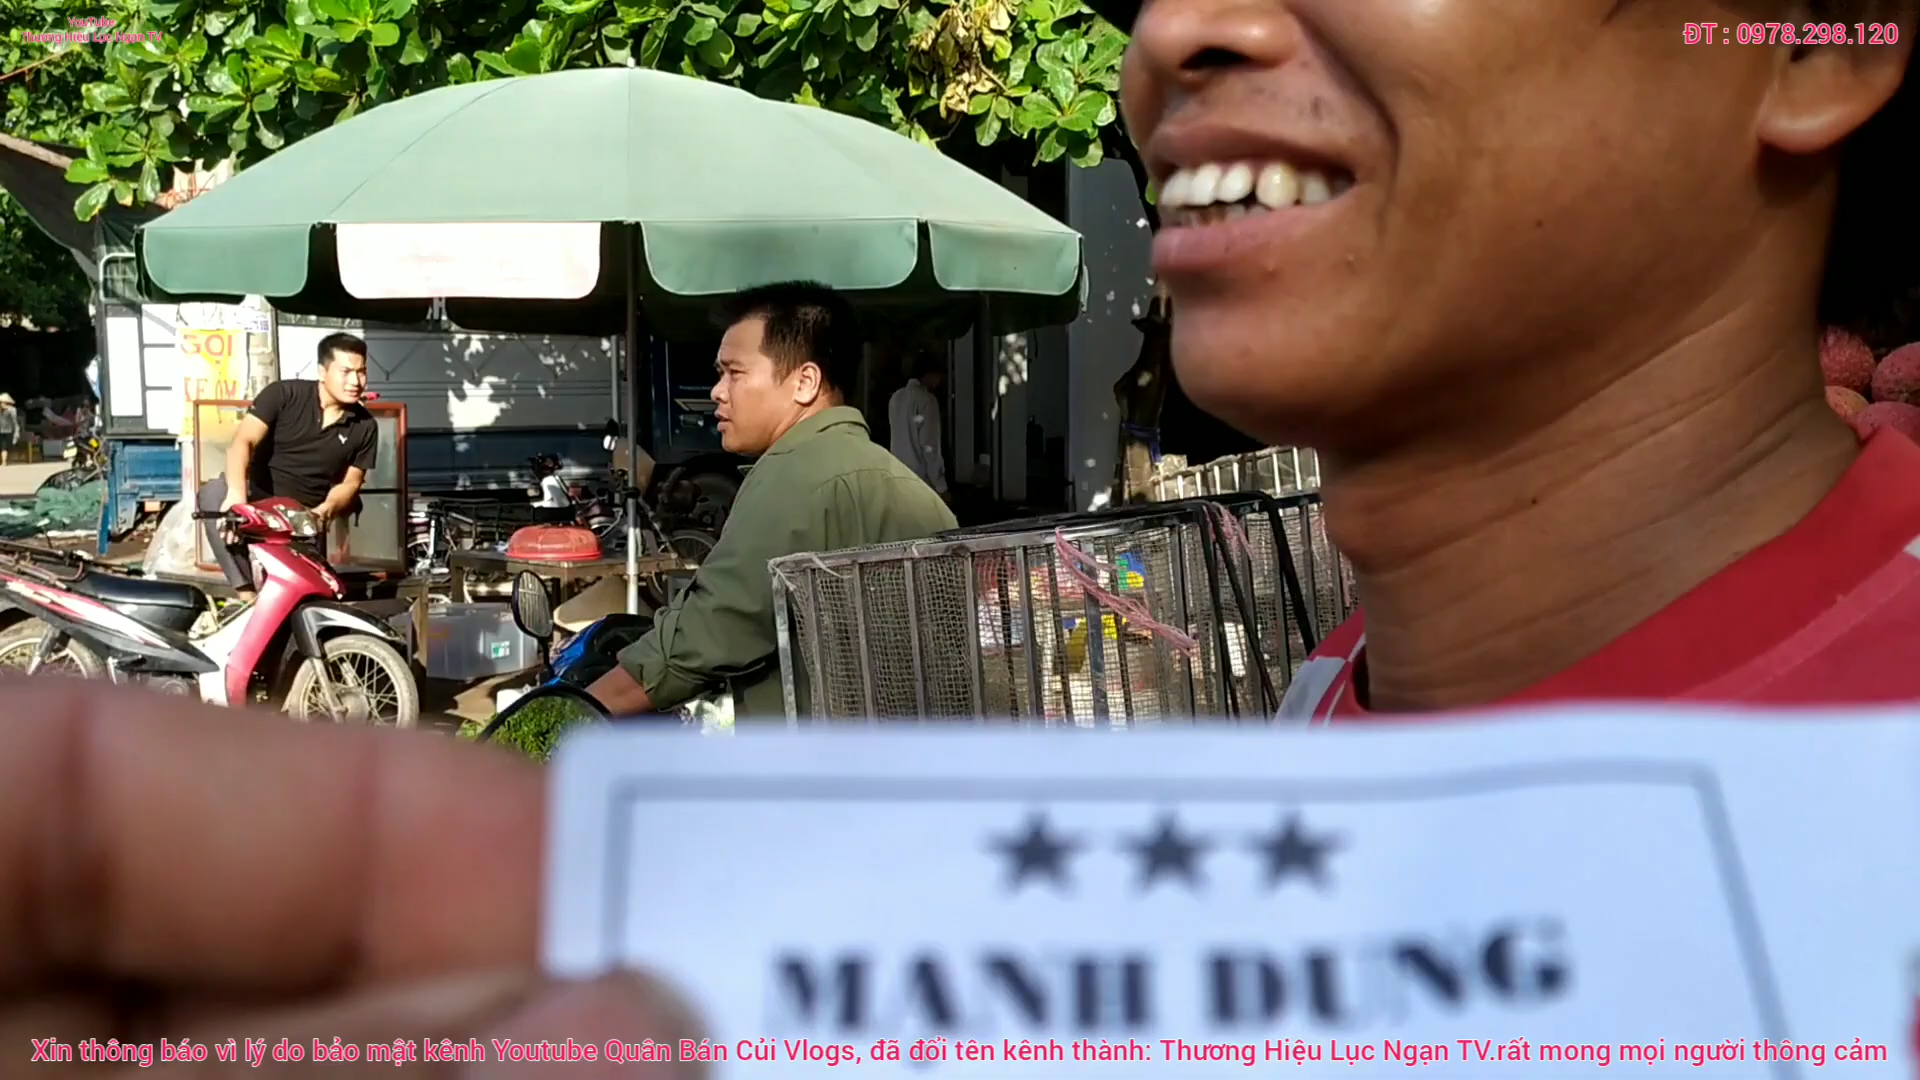 Youtube
Thương Hiệu Lục Ngạn TV
ĐT : 0978.298.120
GỌI
MẠNH DUNG
Xin thông báo vì lý do bảo mật kênh Youtube Quân Bán Củi Vlogs, đã đổi tên kênh thành: Thương Hiệu Lục Ngạn TV.rất mong mọi người thông cảm